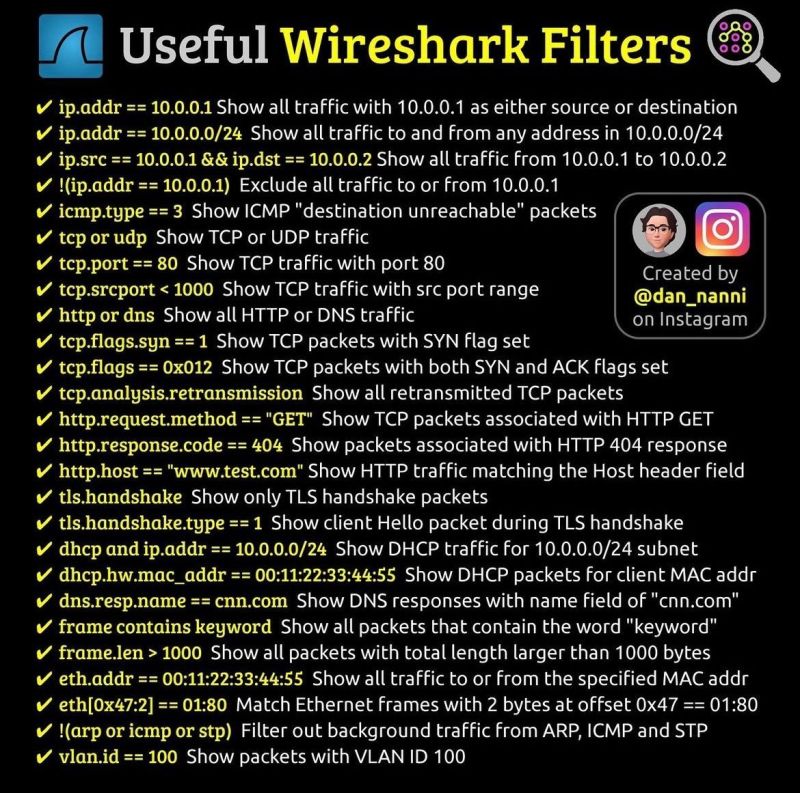 Useful Wireshark Filters
✔ ip.addr == 10.0.0.1 Show all traffic with 10.0.0.1 as either source or destination
✔ ip.addr == 10.0.0.0/24 Show all traffic to and from any address in 10.0.0.0/24
✔ ip.src == 10.0.0.1 && ip.dst == 10.0.0.2 Show all traffic from 10.0.0.1 to 10.0.0.2
✔ !(ip.addr == 10.0.0.1) Exclude all traffic to or from 10.0.0.1
✔ icmp.type == 3 Show ICMP "destination unreachable" packets
✔ tcp or udp Show TCP or UDP traffic
✔ tcp.port == 80 Show TCP traffic with port 80
✔ tcp.srcport < 1000 Show TCP traffic with src port range
✔ http or dns Show all HTTP or DNS traffic
✔ tcp.flags.syn == 1 Show TCP packets with SYN flag set
✔ tcp.flags == 0x012 Show TCP packets with both SYN and ACK flags set
✔ tcp.analysis.retransmission Show all retransmitted TCP packets
✔ http.request.method == "GET" Show TCP packets associated with HTTP GET
✔ http.response.code == 404 Show packets associated with HTTP 404 response
✔ http.host == "www.test.com" Show HTTP traffic matching the Host header field
✔ tls.handshake Show only TLS handshake packets
✔ tls.handshake.type == 1 Show client Hello packet during TLS handshake
✔ dhcp and ip.addr == 10.0.0.0/24 Show DHCP traffic for 10.0.0.0/24 subnet
✔ dhcp.hw.mac_addr == 00:11:22:33:44:55 Show DHCP packets for client MAC addr
✔ dns.resp.name == cnn.com Show DNS responses with name field of "cnn.com"
✔ frame contains keyword Show all packets that contain the word "keyword"
✔ frame.len > 1000 Show all packets with total length larger than 1000 bytes
✔ eth.addr == 00:11:22:33:44:55 Show all traffic to or from the specified MAC addr
✔ eth[0x47:2] == 01:80 Match Ethernet frames with 2 bytes at offset 0x47 == 01:80
✔ !(arp or icmp or stp) Filter out background traffic from ARP, ICMP and STP
✔ vlan.id == 100 Show packets with VLAN ID 100
Created by
@dan_nanni
on Instagram